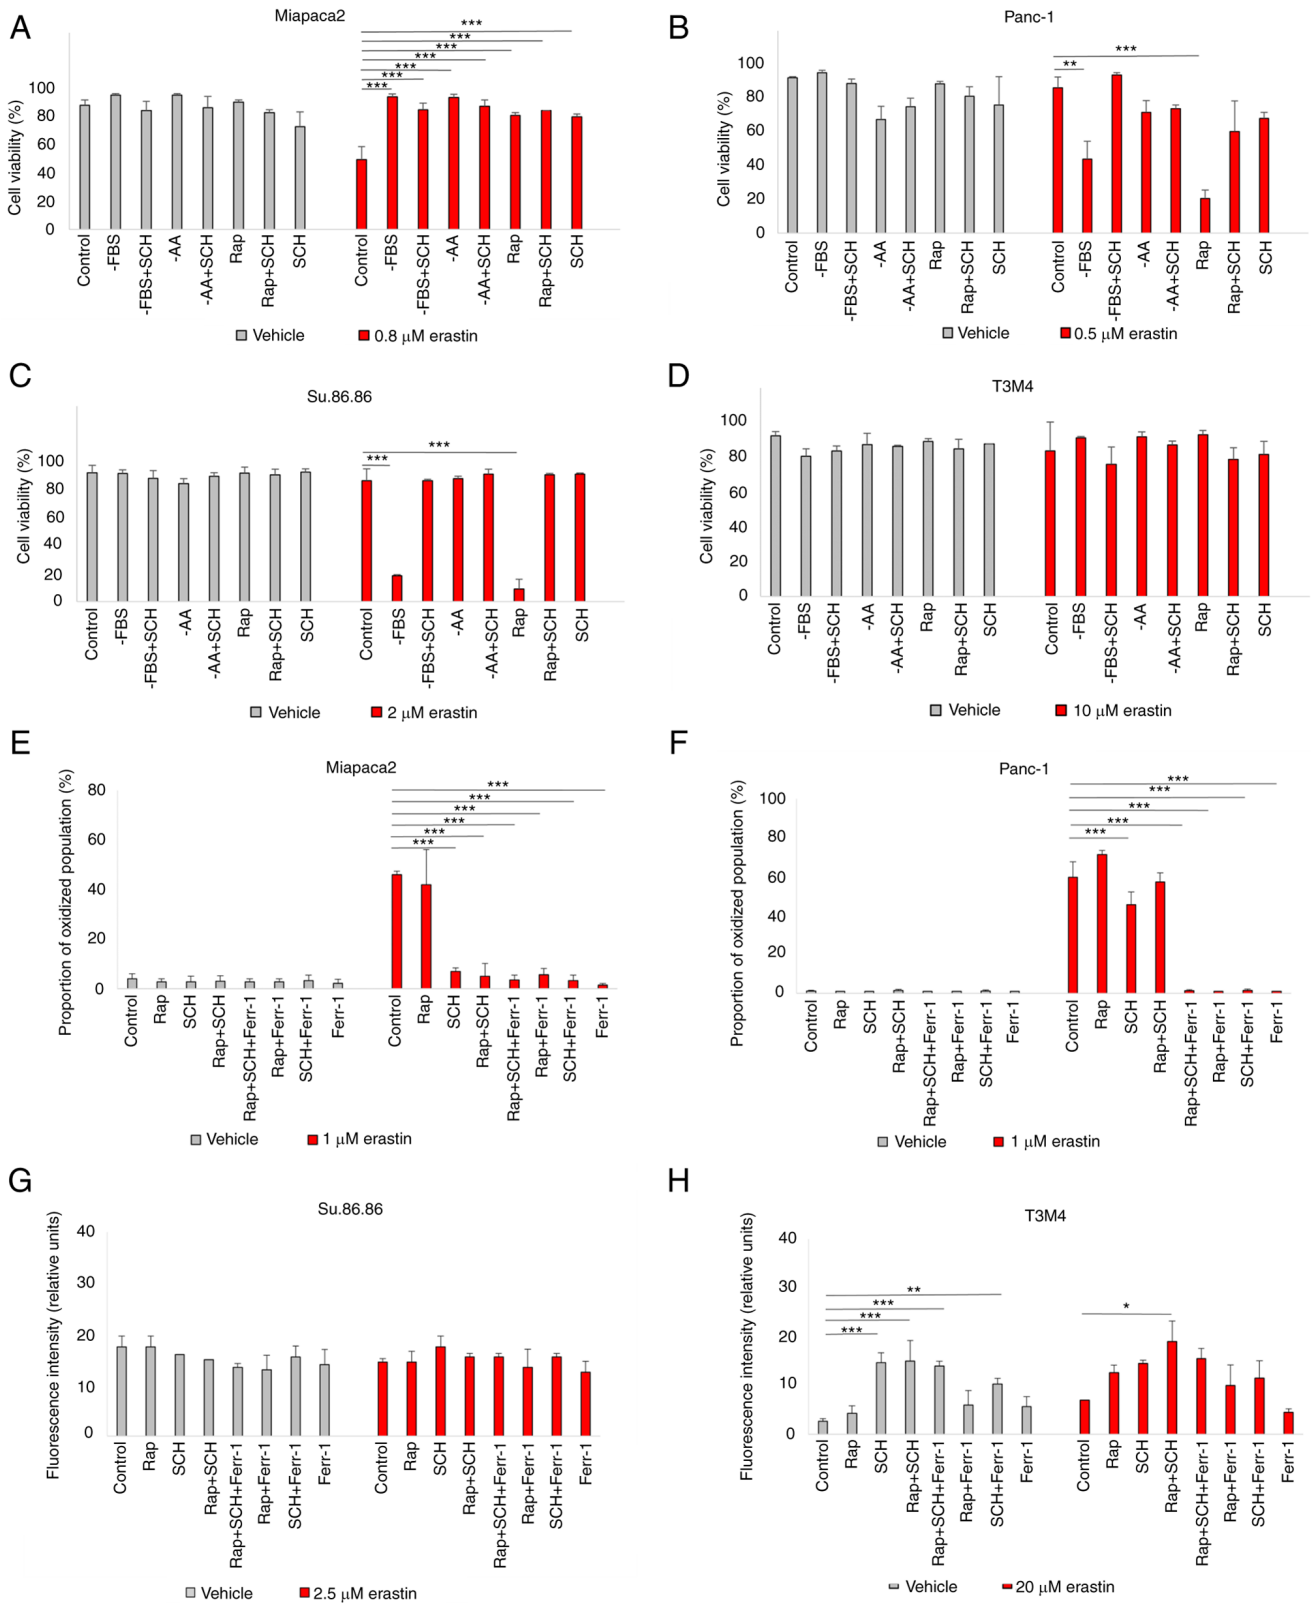 A
Miapaca2
Cell viability (%)
100
80
60
40
20
0
***
***
***
***
***
***
***
Control
-FBS
-FBS+SCH
-AA
-AA+SCH
Rap
Rap+SCH
SCH
Control
-FBS
-FBS+SCH
-AA
-AA+SCH
Rap
Rap+SCH
SCH
Vehicle
0.8 µM erastin
B
Panc-1
Cell viability (%)
100
80
60
40
20
0
***
**
Control
-FBS
-FBS+SCH
-AA
-AA+SCH
Rap
Rap+SCH
SCH
Control
-FBS
-FBS+SCH
-AA
-AA+SCH
Rap
Rap+SCH
SCH
Vehicle
0.5 µM erastin
C
Su.86.86
Cell viability (%)
100
80
60
40
20
0
***
***
Control
-FBS
-FBS+SCH
-AA
-AA+SCH
Rap
Rap+SCH
SCH
Control
-FBS
-FBS+SCH
-AA
-AA+SCH
Rap
Rap+SCH
SCH
Vehicle
2 µM erastin
D
T3M4
Cell viability (%)
100
80
60
40
20
0
Control
-FBS
-FBS+SCH
-AA
-AA+SCH
Rap
Rap+SCH
SCH
Control
-FBS
-FBS+SCH
-AA
-AA+SCH
Rap
Rap+SCH
SCH
Vehicle
10 µM erastin
E
Miapaca2
Proportion of oxidized population (%)
80
60
40
20
0
***
***
***
***
***
***
Control
Rap
SCH
Rap+SCH
Rap+SCH+Ferr-1
Rap+Ferr-1
SCH+Ferr-1
Ferr-1
Control
Rap
SCH
Rap+SCH
Rap+SCH+Ferr-1
Rap+Ferr-1
SCH+Ferr-1
Ferr-1
Vehicle
1 µM erastin
F
Panc-1
Proportion of oxidized population (%)
100
80
60
40
20
0
***
***
***
***
***
Control
Rap
SCH
Rap+SCH
Rap+SCH+Ferr-1
Rap+Ferr-1
SCH+Ferr-1
Ferr-1
Control
Rap
SCH
Rap+SCH
Rap+SCH+Ferr-1
Rap+Ferr-1
SCH+Ferr-1
Ferr-1
Vehicle
1 µM erastin
G
Su.86.86
Fluorescence intensity (relative units)
40
30
20
10
0
Control
Rap
SCH
Rap+SCH
Rap+SCH+Ferr-1
Rap+Ferr-1
SCH+Ferr-1
Ferr-1
Control
Rap
SCH
Rap+SCH
Rap+SCH+Ferr-1
Rap+Ferr-1
SCH+Ferr-1
Ferr-1
Vehicle
2.5 µM erastin
H
T3M4
Fluorescence intensity (relative units)
40
30
20
10
0
**
***
***
***
*
Control
Rap
SCH
Rap+SCH
Rap+SCH+Ferr-1
Rap+Ferr-1
SCH+Ferr-1
Ferr-1
Control
Rap
SCH
Rap+SCH
Rap+SCH+Ferr-1
Rap+Ferr-1
SCH+Ferr-1
Ferr-1
Vehicle
20 µM erastin